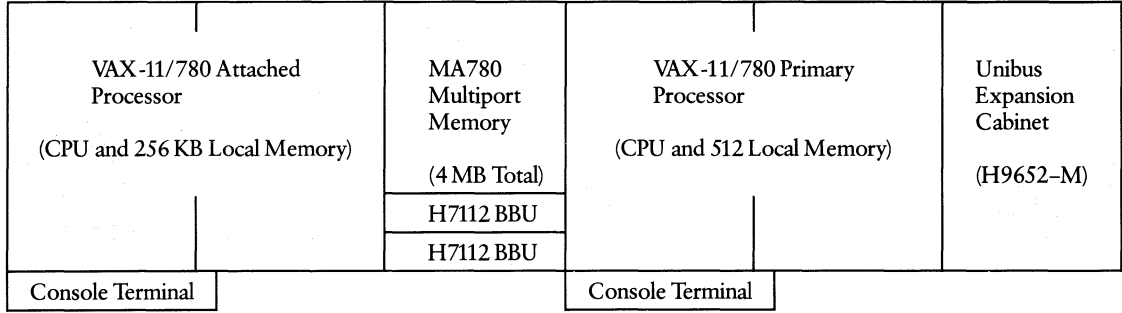 VAX-11/780 Attached
Processor
(CPU and 256 KB Local Memory)
MA780
Multiport
Memory
(4 MB Total)
H7112 BBU
H7112 BBU
VAX-11/780 Primary
Processor
(CPU and 512 Local Memory)
Unibus
Expansion
Cabinet
(H9652-M)
Console Terminal
Console Terminal